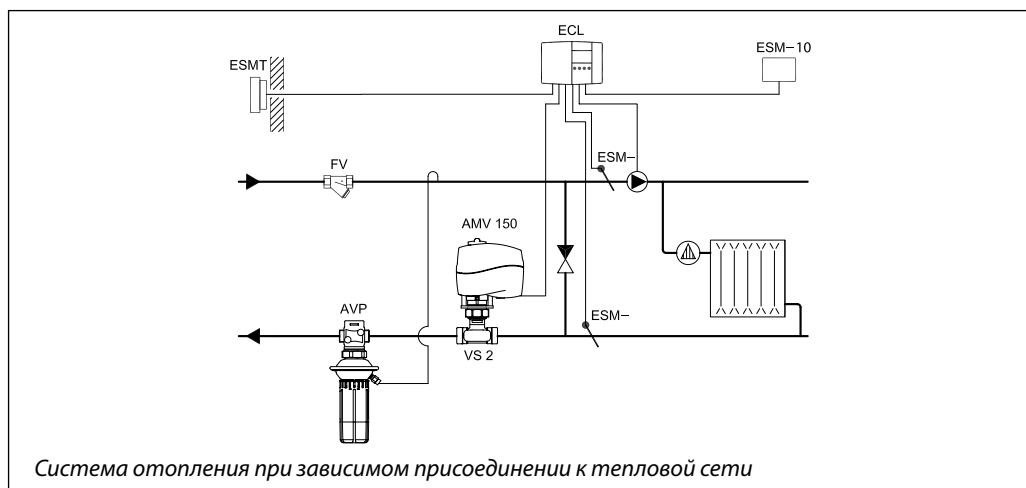 ECL
ESMT
ESM-10
FV
ESM-
AMV 150
AVP
ESM-
VS 2
Система отопления при зависимом присоединении к тепловой сети